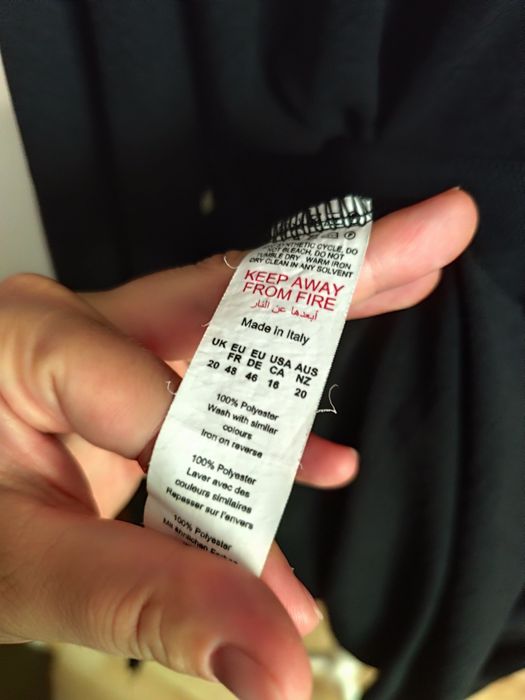 SYNTHETIC CYCLE, DO
NOT BLEACH, DO NOT
TUMBLE DRY WARM IRON
DRY CLEAN IN ANY SOLVENT
KEEP AWAY
FROM FIRE
أبعدها عن النار
Made in Italy
UK EU EU USA AUS
FR DE CA NZ
20 48 46 16 20
100% Polyester
Wash with similar
colours
Iron on reverse
100% Polyester
Laver avec des
couleurs similaires
Repasser sur l'envers
100% Polyester
Mit ähnlichen